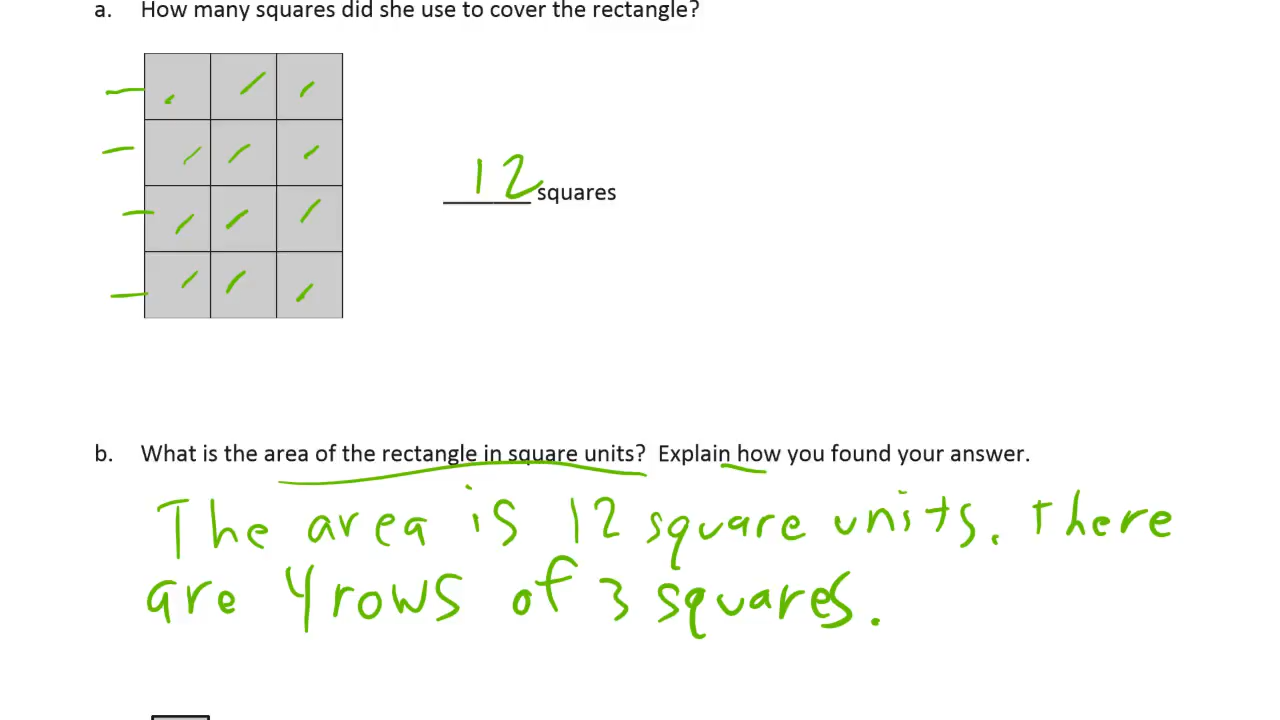 a. How many squares did she use to cover the rectangle?
12 squares
b. What is the area of the rectangle in square units? Explain how you found your answer.
The area is 12 square units. There
are 4 rows of 3 squares.